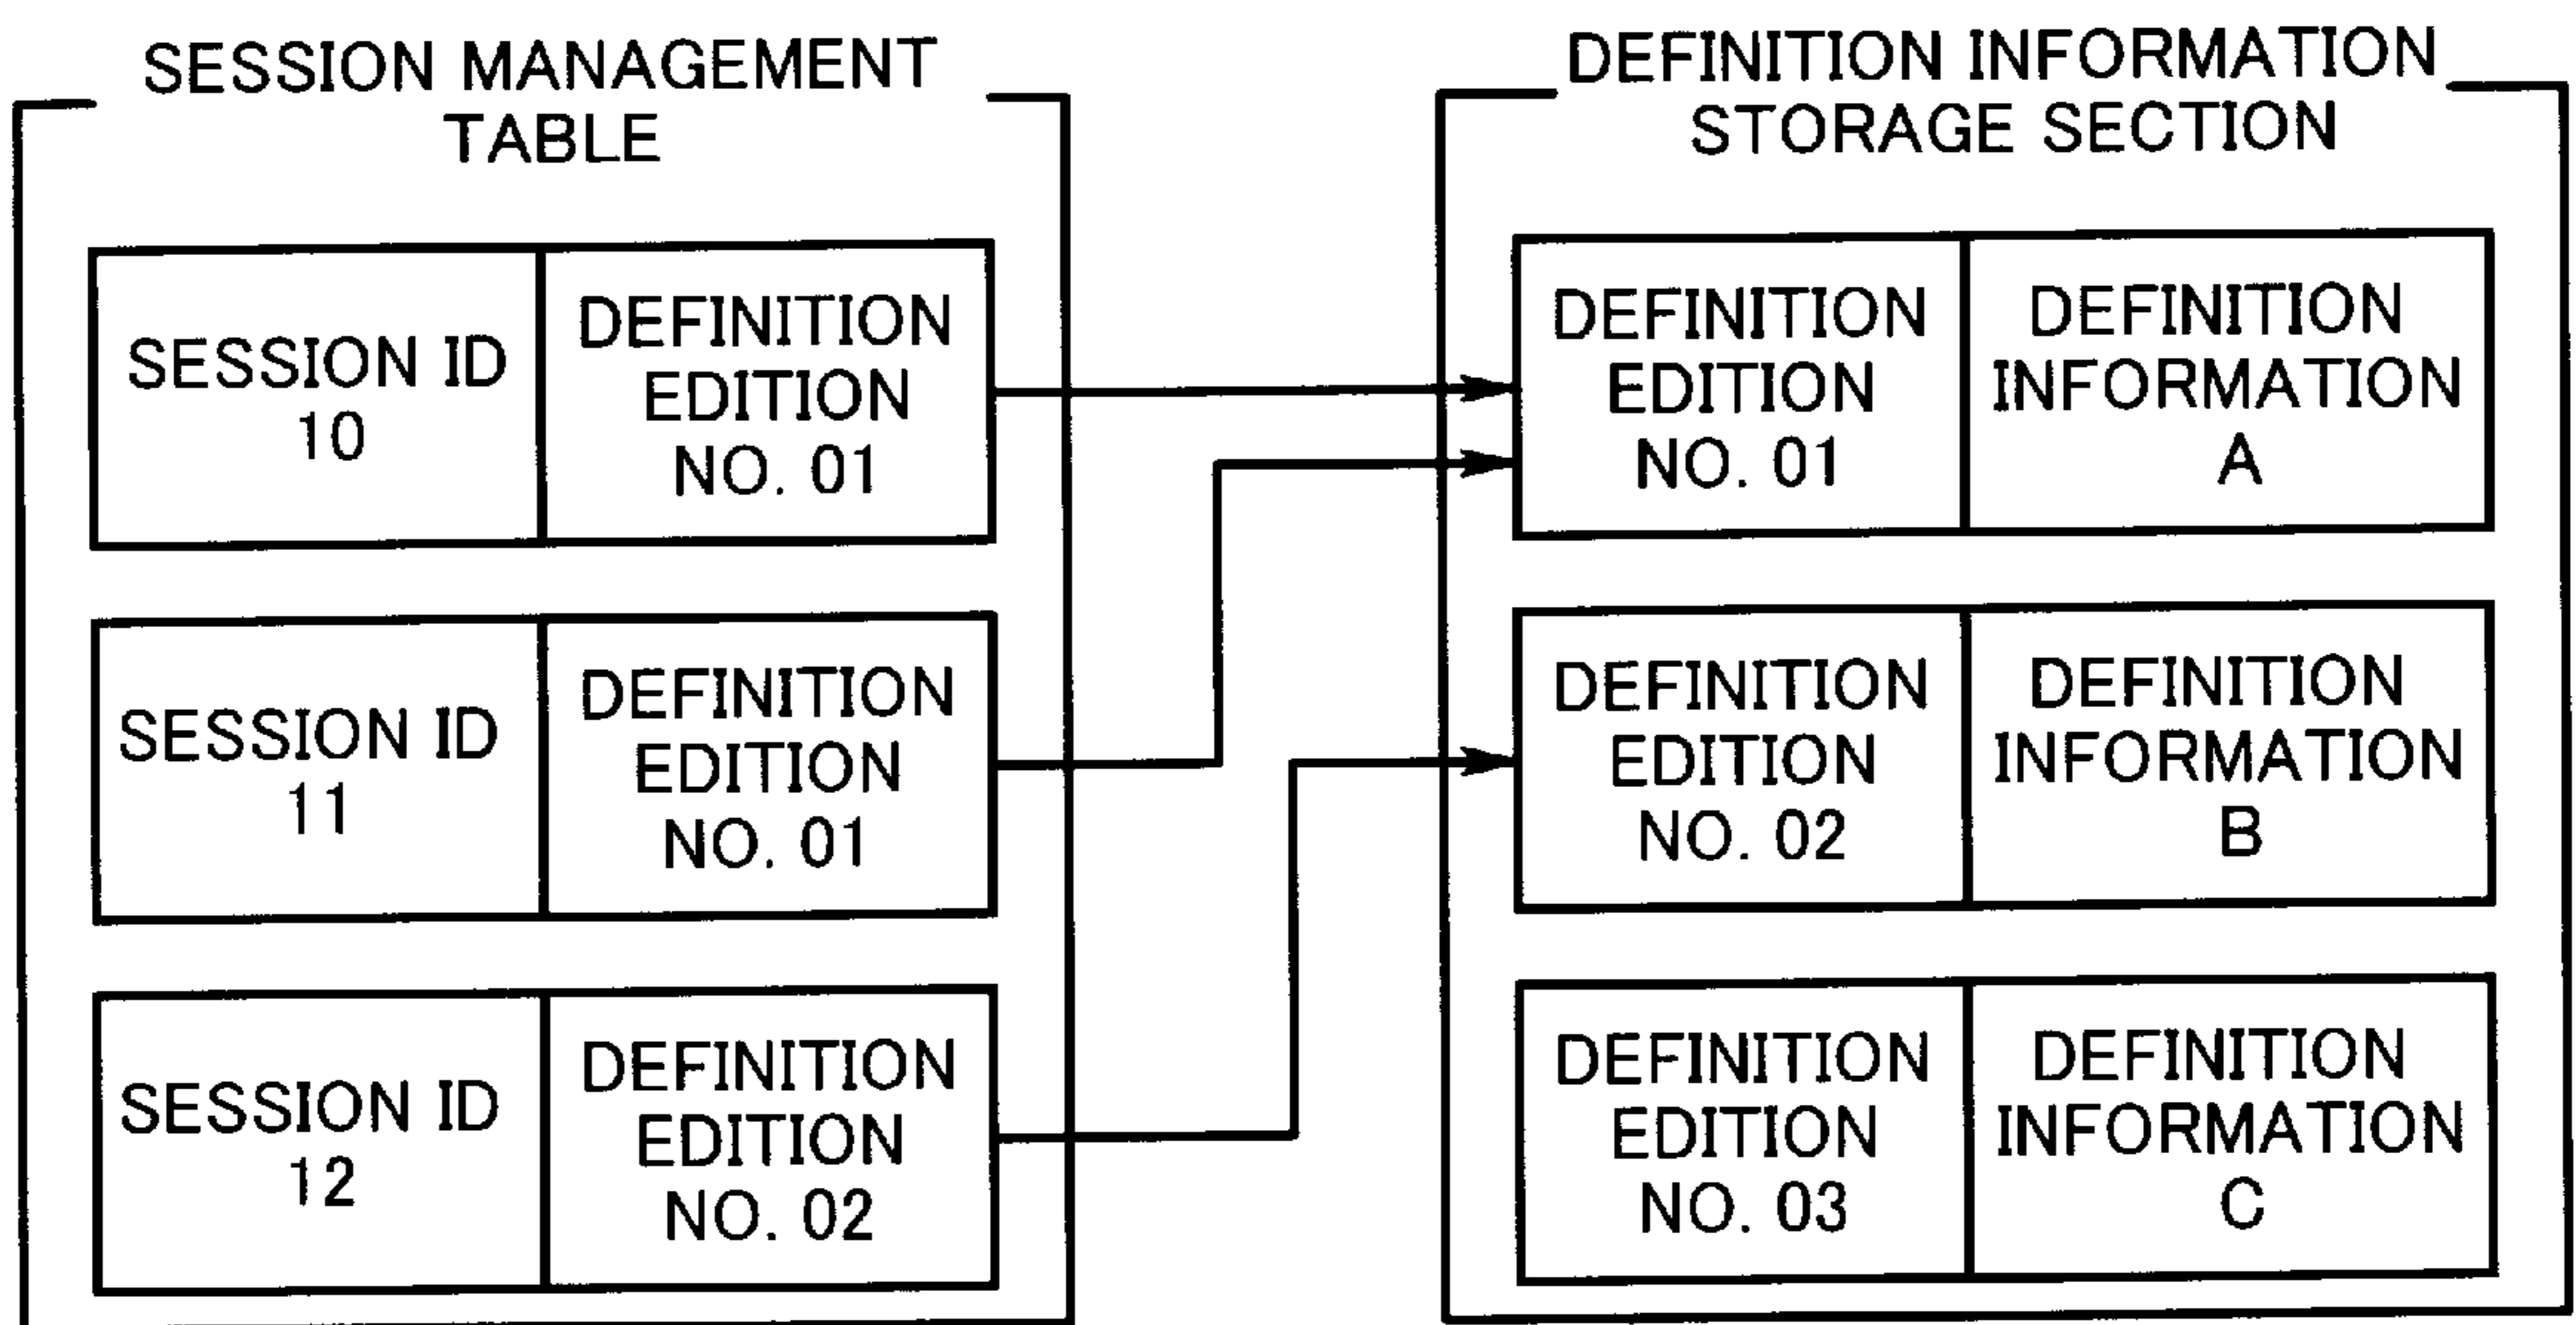 SESSION MANAGEMENT
TABLE
SESSION ID
10
DEFINITION
EDITION
NO. 01
SESSION ID
11
DEFINITION
EDITION
NO. 01
SESSION ID
12
DEFINITION
EDITION
NO. 02
DEFINITION INFORMATION
STORAGE SECTION
DEFINITION
EDITION
NO. 01
DEFINITION
INFORMATION
A
DEFINITION
EDITION
NO. 02
DEFINITION
INFORMATION
B
DEFINITION
EDITION
NO. 03
DEFINITION
INFORMATION
C